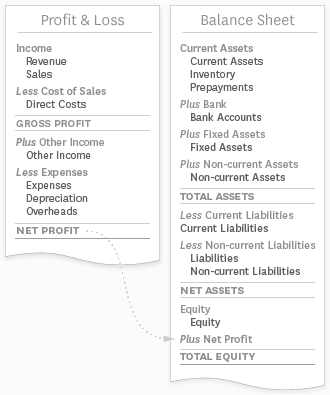 Profit & Loss
Income
Revenue
Sales
Less Cost of Sales
Direct Costs
GROSS PROFIT
Plus Other Income
Other Income
Less Expenses
Expenses
Depreciation
Overheads
NET PROFIT
Balance Sheet
Current Assets
Current Assets
Inventory
Prepayments
Plus Bank
Bank Accounts
Plus Fixed Assets
Fixed Assets
Plus Non-current Assets
Non-current Assets
TOTAL ASSETS
Less Current Liabilities
Current Liabilities
Less Non-current Liabilities
Liabilities
Non-current Liabilities
NET ASSETS
Equity
Equity
Plus Net Profit
TOTAL EQUITY